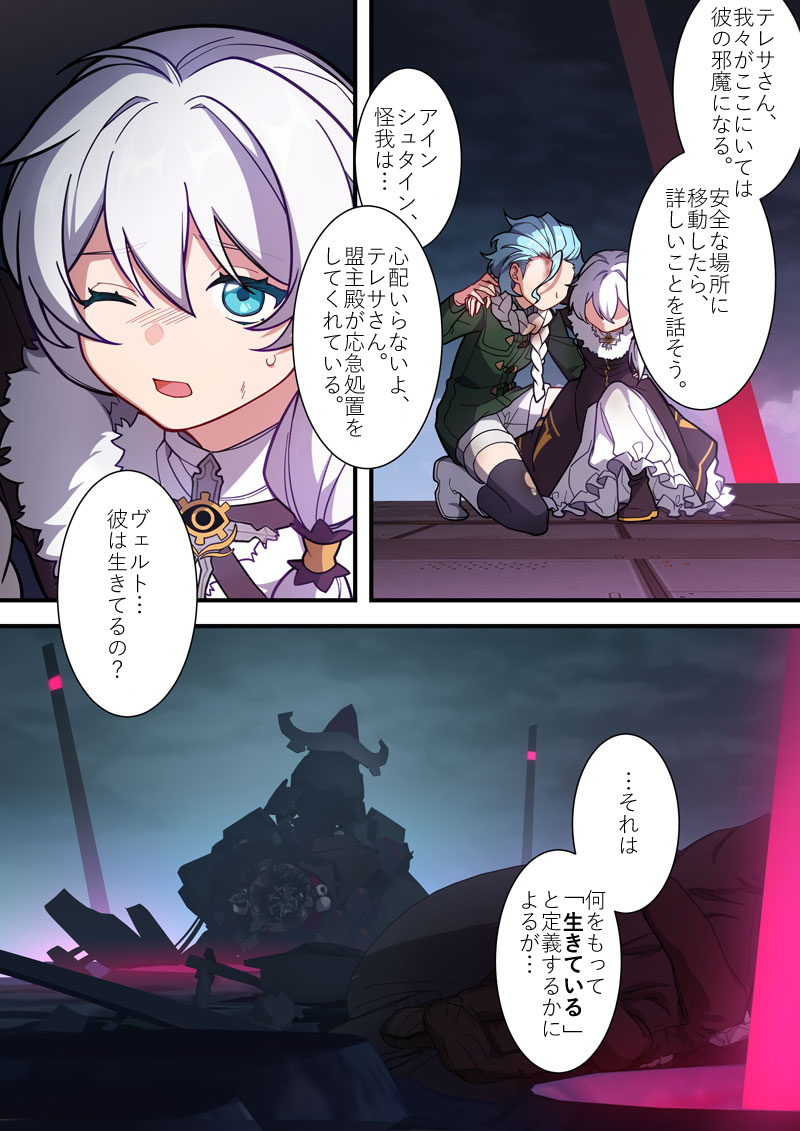 テレサさん、
我々がここにいては
彼の邪魔になる。
安全な場所に
移動したら、
詳しいことを話そう。
アイン
シュタイン、
怪我は…
心配いらないよ、
テレサさん。
盟主殿が応急処置を
してくれている。
ヴェルト…
彼は生きてるの？
…それは
何をもって
「生きている」
と定義するかに
よるが…